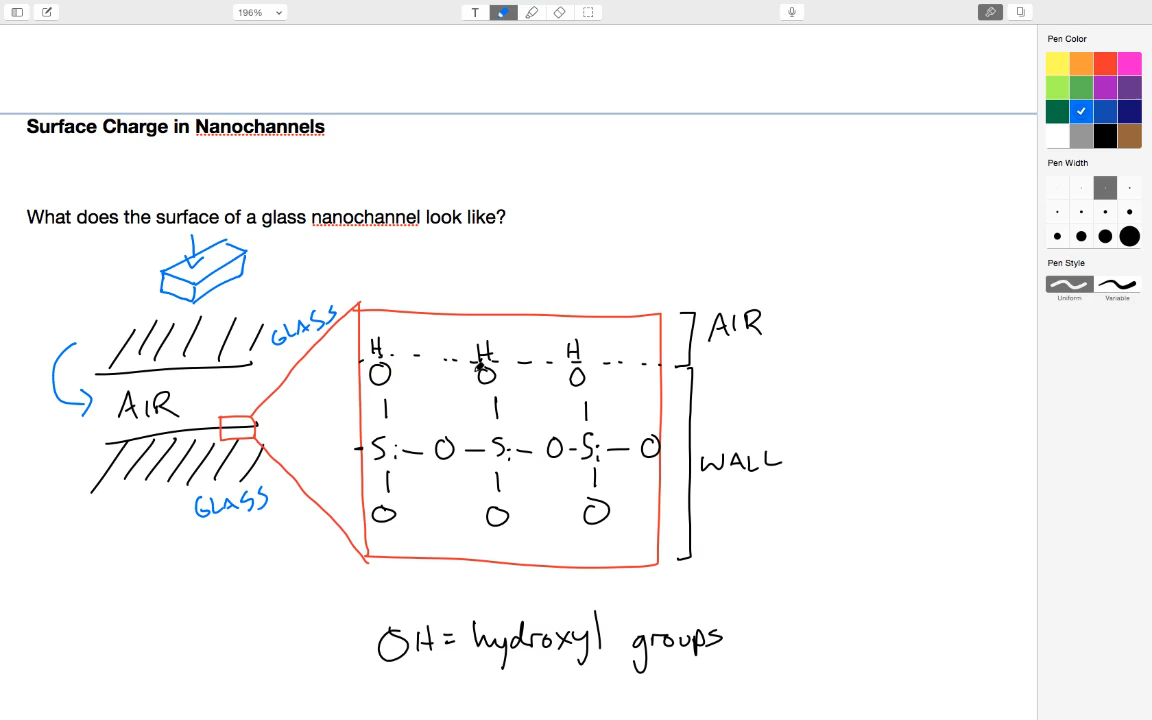 196%
T
Pen Color
Surface Charge in Nanochannels
Pen Width
What does the surface of a glass nanochannel look like?
Pen Style
Uniform Variable
GLASS
AIR
H H H
O O O
AIR
Si - O - Si - O - Si - O
WALL
GLASS
O O O
OH = hydroxyl groups